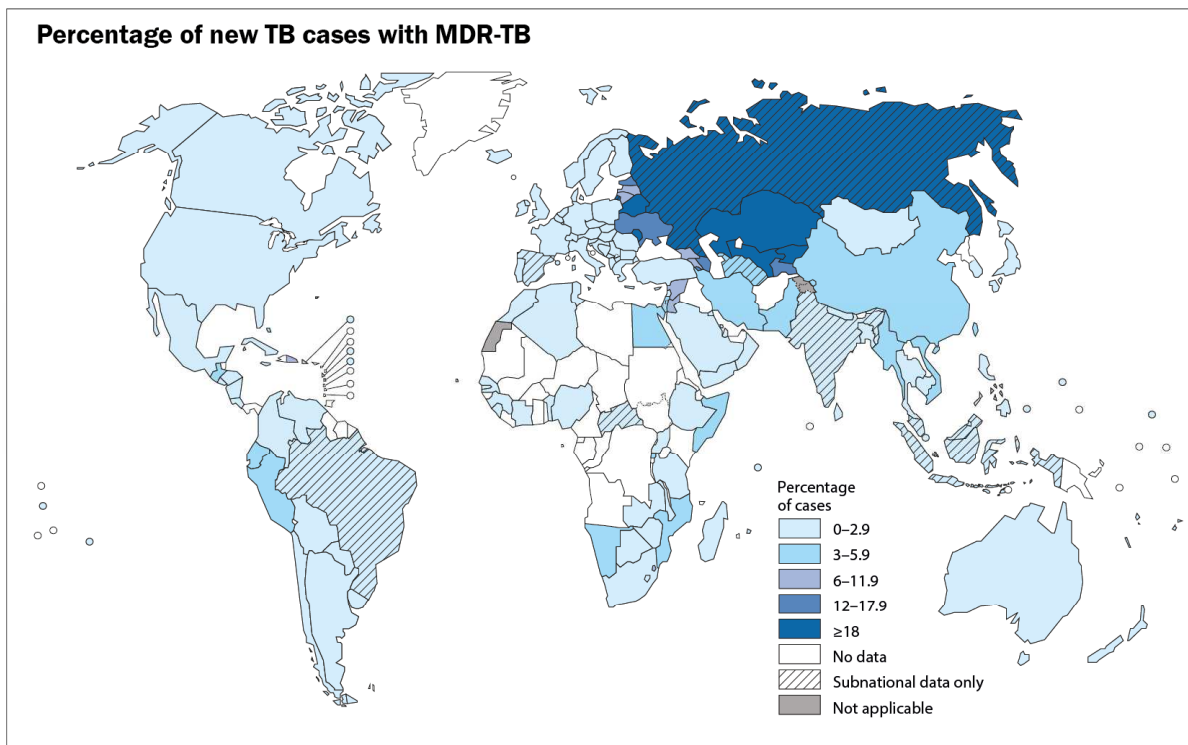 Percentage of new TB cases with MDR-TB
Percentage
of cases
0–2.9
3–5.9
6–11.9
12–17.9
≥18
No data
Subnational data only
Not applicable